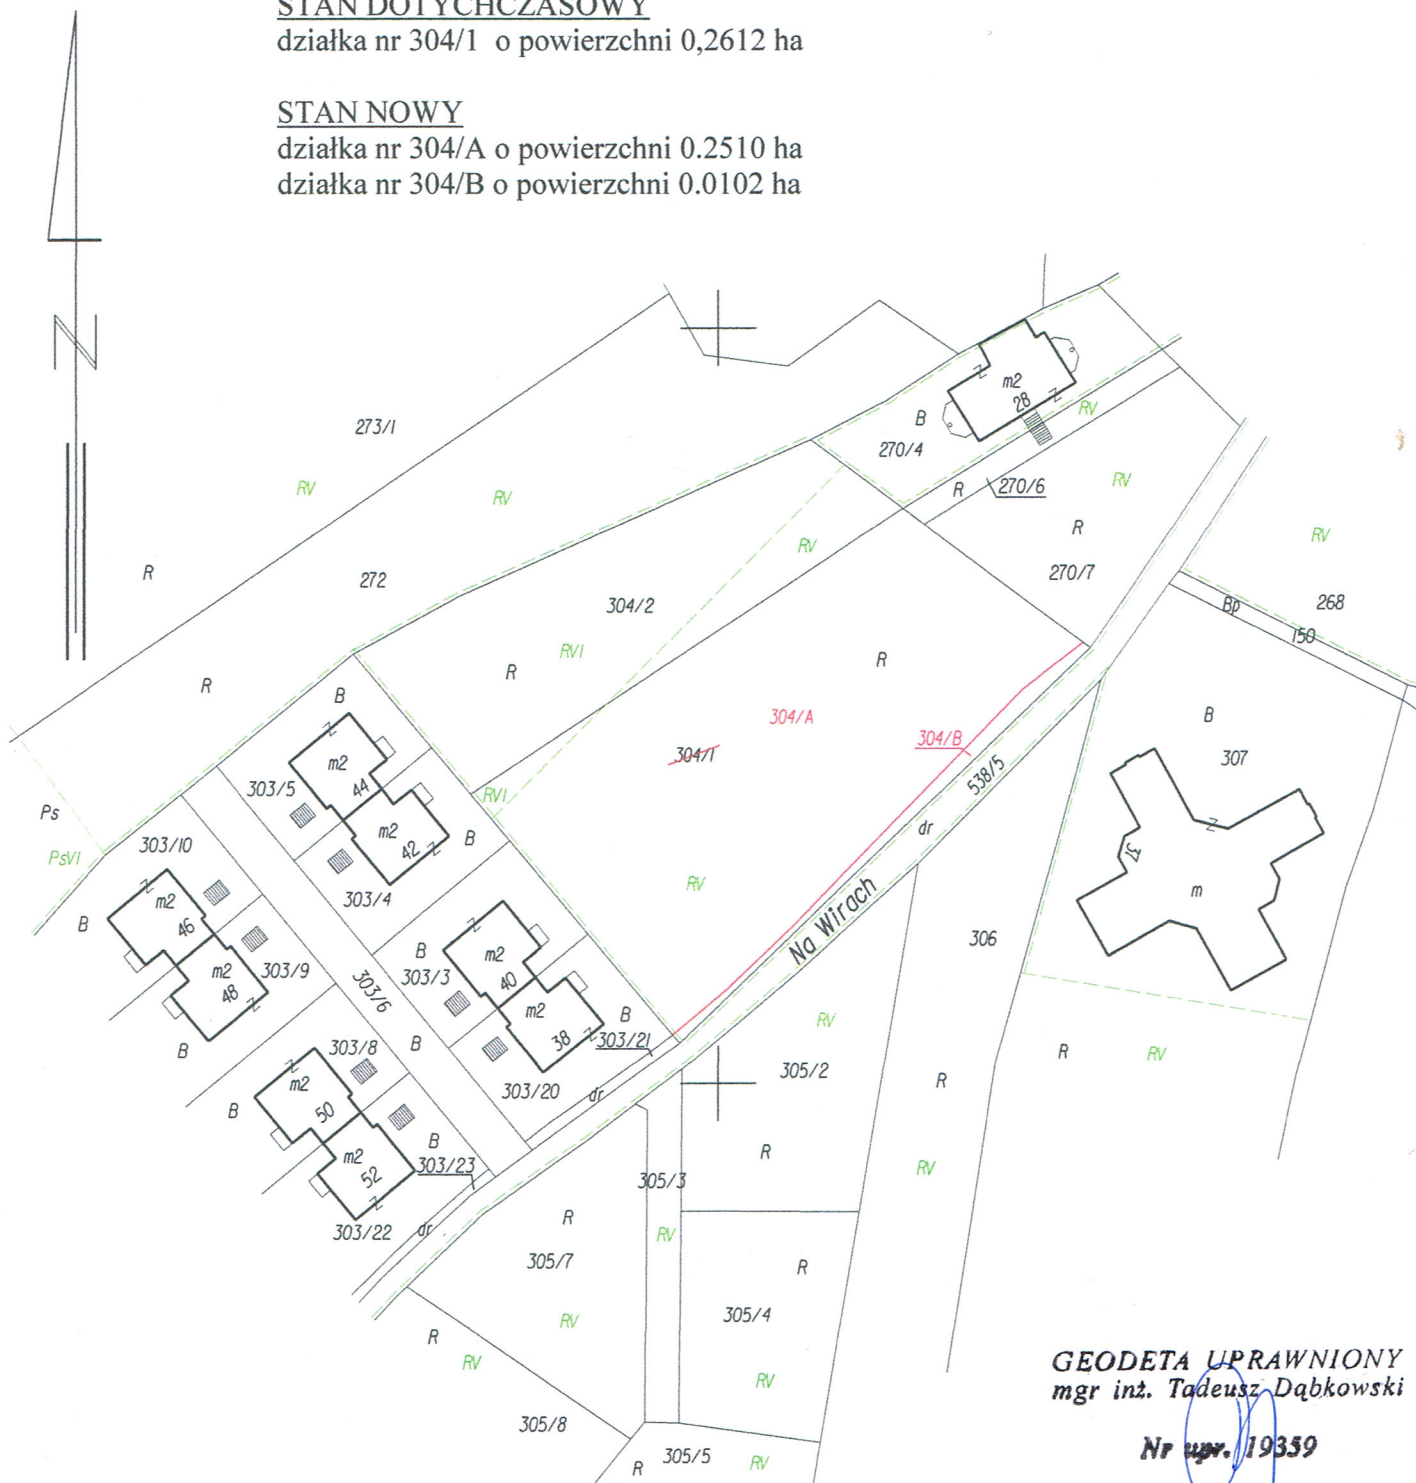 STAN DOTYCHCZASOWY
działka nr 304/1 o powierzchni 0,2612 ha
STAN NOWY
działka nr 304/A o powierzchni 0.2510 ha
działka nr 304/B o powierzchni 0.0102 ha
N
273/1
RV
RV
R
272
R
m2
28
B
270/4
RV
R
270/6
RV
R
270/7
RV
268
Bp
150
304/2
RV
RVI
R
R
304/A
304/1
304/B
538/5
dr
Na Wirach
RVI
RV
B
307
37
m
306
Ps
PsVI
B
303/5
m2
44
m2
42
B
303/4
303/10
m2
46
B
m2
48
303/9
B
303/6
B
303/3
m2
40
m2
38
B
303/21
303/20
dr
303/8
B
m2
50
B
m2
52
B
303/23
303/22
dr
RV
305/2
R
R
RV
R
RV
305/3
RV
R
305/7
RV
R
305/4
RV
R
RV
305/8
R
305/5
RV
GEODETA UPRAWNIONY
mgr inż. Tadeusz Dąbkowski
Nr upr. 19359